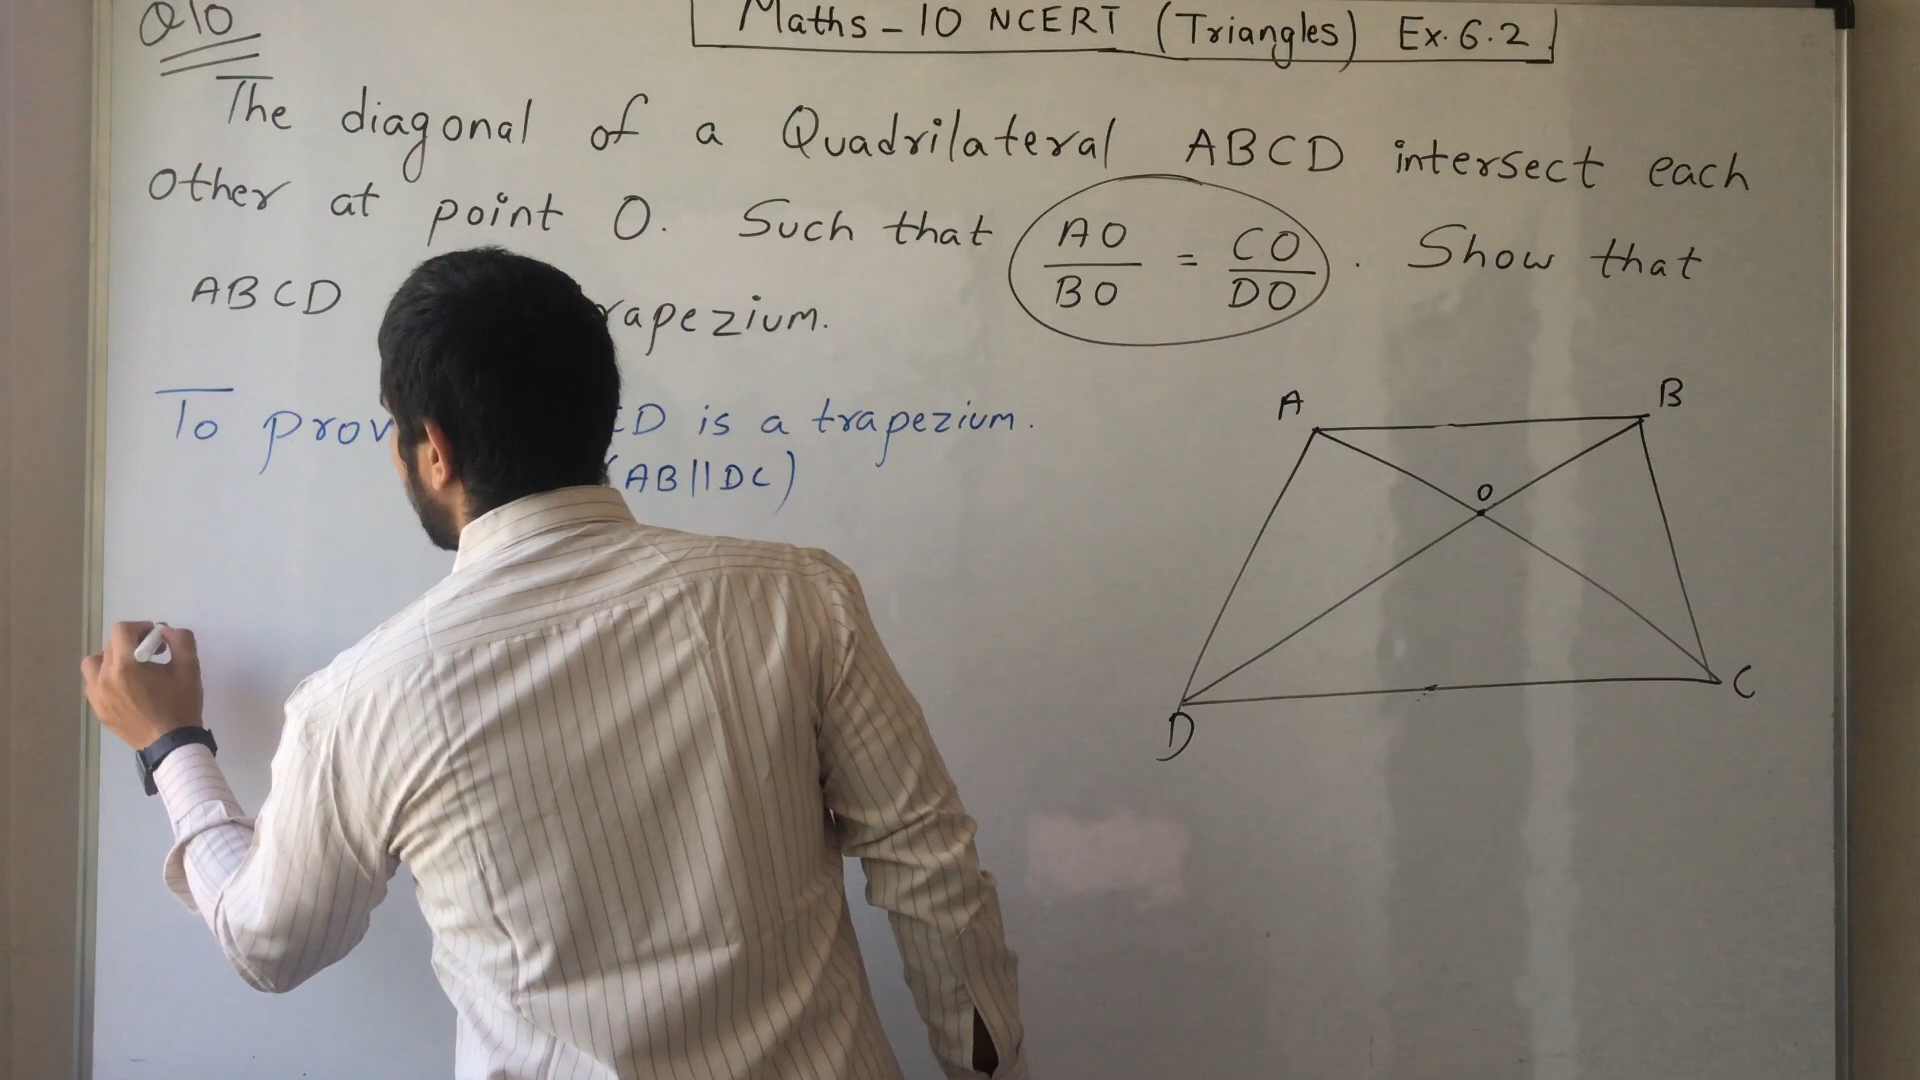 Q10
Maths - 10 NCERT (Triangles) Ex. 6.2
The diagonal of a Quadrilateral ABCD intersect each
other at point O. Such that AO/BO = CO/DO . Show that
ABCD rapezium.
To prov CD is a trapezium.
(AB||DC)
A
B
O
C
D